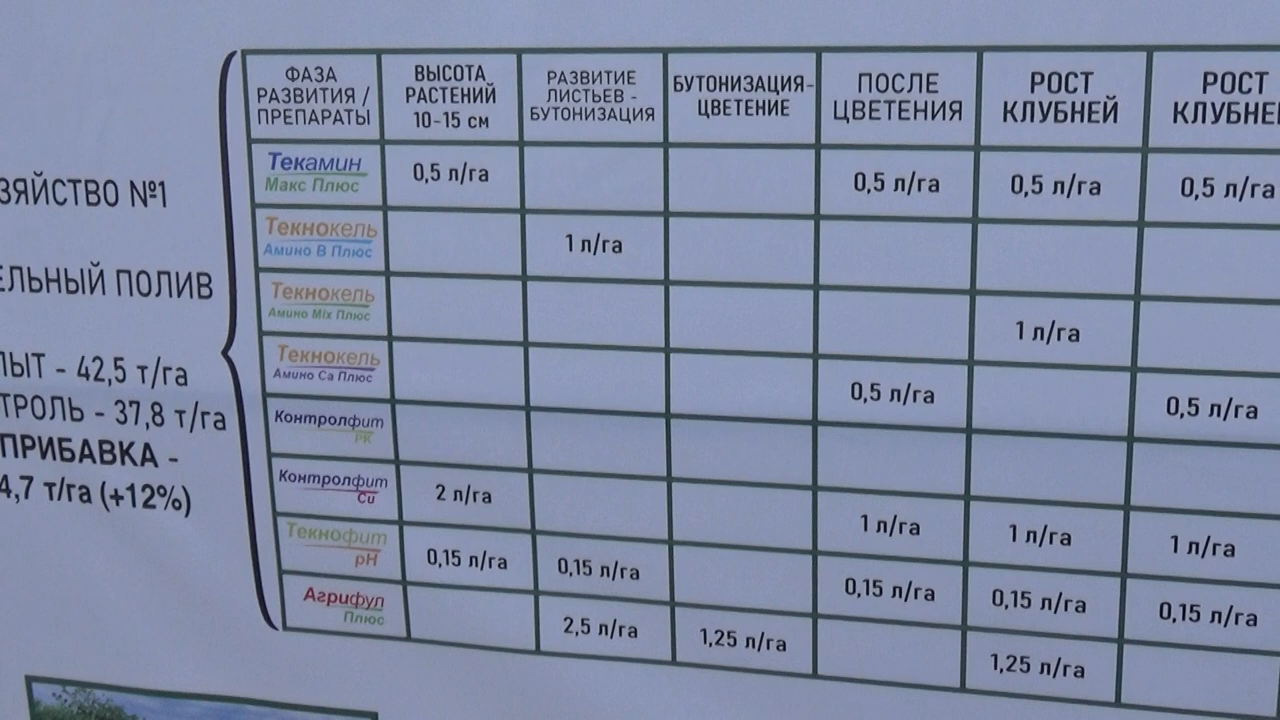 ЗЯЙСТВО №1
ЕЛЬНЫЙ ПОЛИВ
ПЫТ - 42,5 т/га
ТРОЛЬ - 37,8 т/га
ПРИБАВКА -
4,7 т/га (+12%)
ФАЗА РАЗВИТИЯ / ПРЕПАРАТЫ ВЫСОТА РАСТЕНИЙ 10-15 см РАЗВИТИЕ ЛИСТЬЕВ - БУТОНИЗАЦИЯ БУТОНИЗАЦИЯ- ЦВЕТЕНИЕ ПОСЛЕ ЦВЕТЕНИЯ РОСТ КЛУБНЕЙ РОСТ КЛУБНЕ
Текамин Макс Плюс 0,5 л/га 0,5 л/га 0,5 л/га 0,5 л/га
Текнокель Амино В Плюс 1 л/га
Текнокель Амино Mix Плюс 1 л/га
Текнокель Амино Ca Плюс 0,5 л/га 0,5 л/га
Контролфит РК
Контролфит Cu 2 л/га 1 л/га 1 л/га 1 л/га
Текнофит pH 0,15 л/га 0,15 л/га 0,15 л/га 0,15 л/га 0,15 л/га
Агрифул Плюс 2,5 л/га 1,25 л/га 1,25 л/га